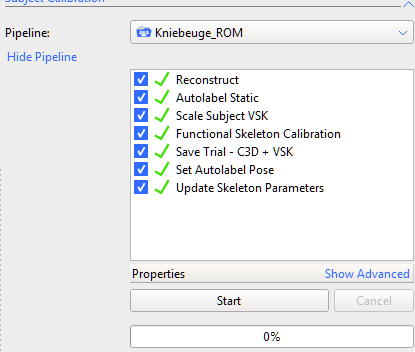 Subject Calibration
Pipeline:
Kniebeuge_ROM
Hide Pipeline
Reconstruct
Autolabel Static
Scale Subject VSK
Functional Skeleton Calibration
Save Trial - C3D + VSK
Set Autolabel Pose
Update Skeleton Parameters
Properties
Show Advanced
Start
Cancel
0%